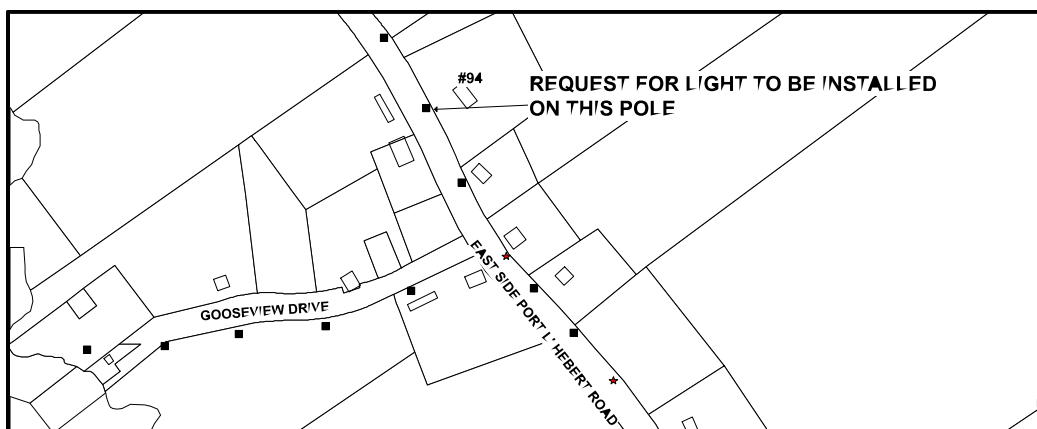 #94
REQUEST FOR LIGHT TO BE INSTALLED
ON THIS POLE
EAST SIDE PORT L'HEBERT ROAD
GOOSEVIEW DRIVE